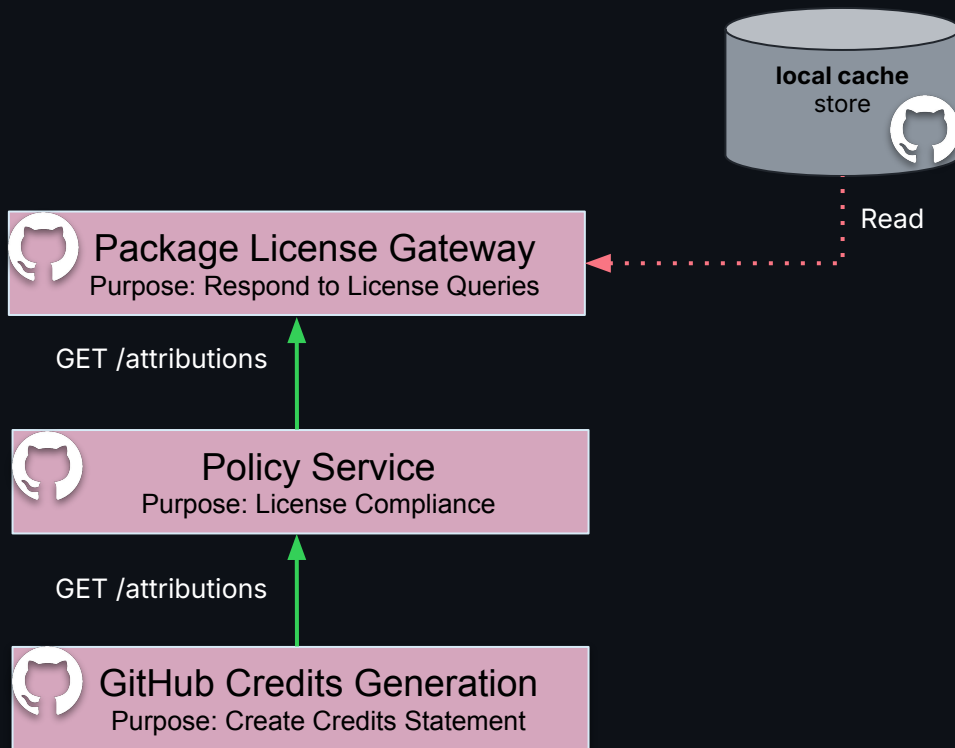 local cache
store
Read
Package License Gateway
Purpose: Respond to License Queries
GET /attributions
Policy Service
Purpose: License Compliance
GET /attributions
GitHub Credits Generation
Purpose: Create Credits Statement